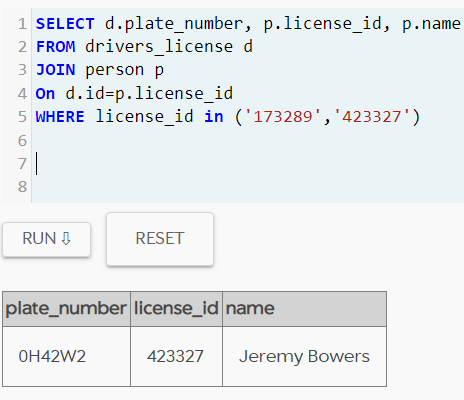 1 SELECT d.plate_number, p.license_id, p.name
2 FROM drivers_license d
3 JOIN person p
4 On d.id=p.license_id
5 WHERE license_id in ('173289','423327')
6
7
8
RUN ⇩ RESET
plate_number license_id name
0H42W2 423327 Jeremy Bowers